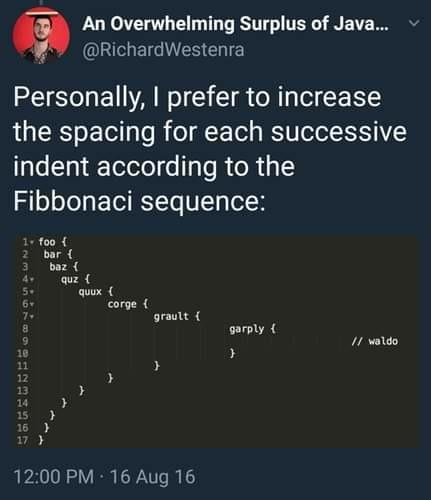 An Overwhelming Surplus of Java...
@RichardWestenra
Personally, I prefer to increase
the spacing for each successive
indent according to the
Fibbonaci sequence:
1 foo {
2 bar {
3 baz {
4 quz {
5 quux {
6 corge {
7 grault {
8 garply {
9 // waldo
10 }
11 }
12 }
13 }
14 }
15 }
16 }
17 }
12:00 PM · 16 Aug 16